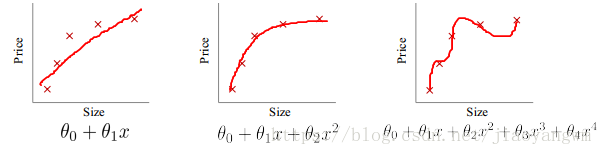 Price
Size
θ₀ + θ₁x
Price
Size
θ₀ + θ₁x + θ₂x²
Price
Size
θ₀ + θ₁x + θ₂x² + θ₃x³ + θ₄x⁴